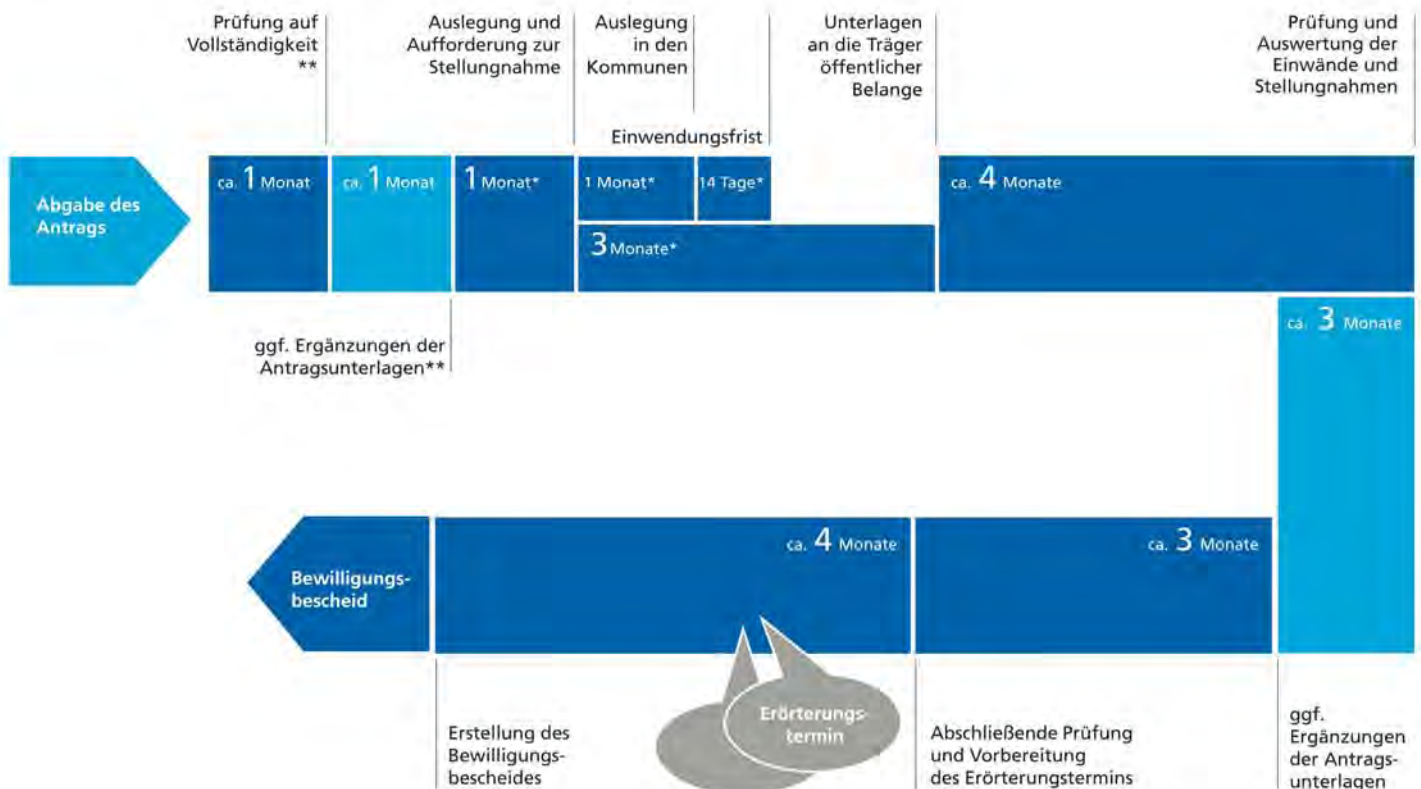 Prüfung auf
Vollständigkeit
**
Auslegung und
Aufforderung zur
Stellungnahme
Auslegung
in den
Kommunen
Unterlagen
an die Träger
öffentlicher
Belange
Prüfung und
Auswertung der
Einwände und
Stellungnahmen
Einwendungsfrist
Abgabe des
Antrags
ca. 1 Monat
ca. 1 Monat
1 Monat*
1 Monat*
14 Tage*
3 Monate*
ca. 4 Monate
ggf. Ergänzungen der
Antragsunterlagen**
ca. 3 Monate
Bewilligungs-
bescheid
ca. 4 Monate
ca. 3 Monate
Erstellung des
Bewilligungs-
bescheides
Erörterungs-
termin
Abschließende Prüfung
und Vorbereitung
des Erörterungstermins
ggf.
Ergänzungen
der Antrags-
unterlagen